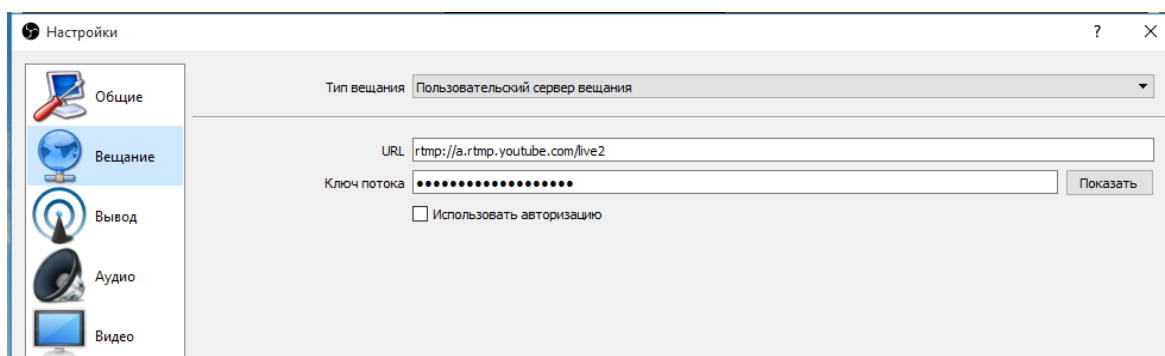 Настройки
?
Общие
Вещание
Вывод
Аудио
Видео
Тип вещания Пользовательский сервер вещания
URL rtmp://a.rtmp.youtube.com/live2
Ключ потока ●●●●●●●●●●●●●●●●●●● Показать
Использовать авторизацию